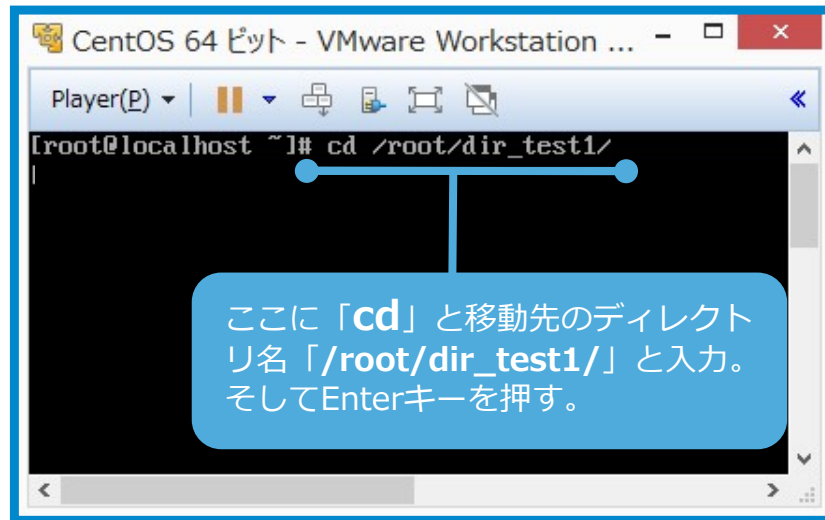 CentOS 64 ビット - VMware Workstation ...
Player(P)
[root@localhost ~]# cd /root/dir_test1/
ここに「cd」と移動先のディレクト
リ名「/root/dir_test1/」と入力。
そしてEnterキーを押す。